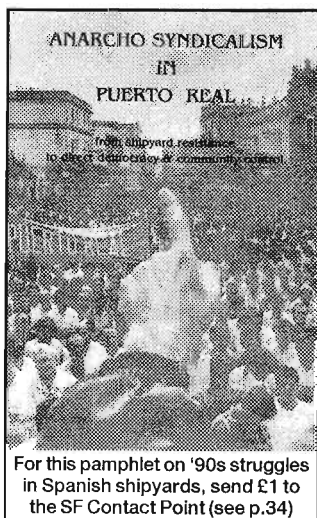 ANARCHO SYNDICALISM
IN
PUERTO REAL
from shipyard resistance
to direct democracy & community control
For this pamphlet on '90s struggles
in Spanish shipyards, send £1 to
the SF Contact Point (see p.34)